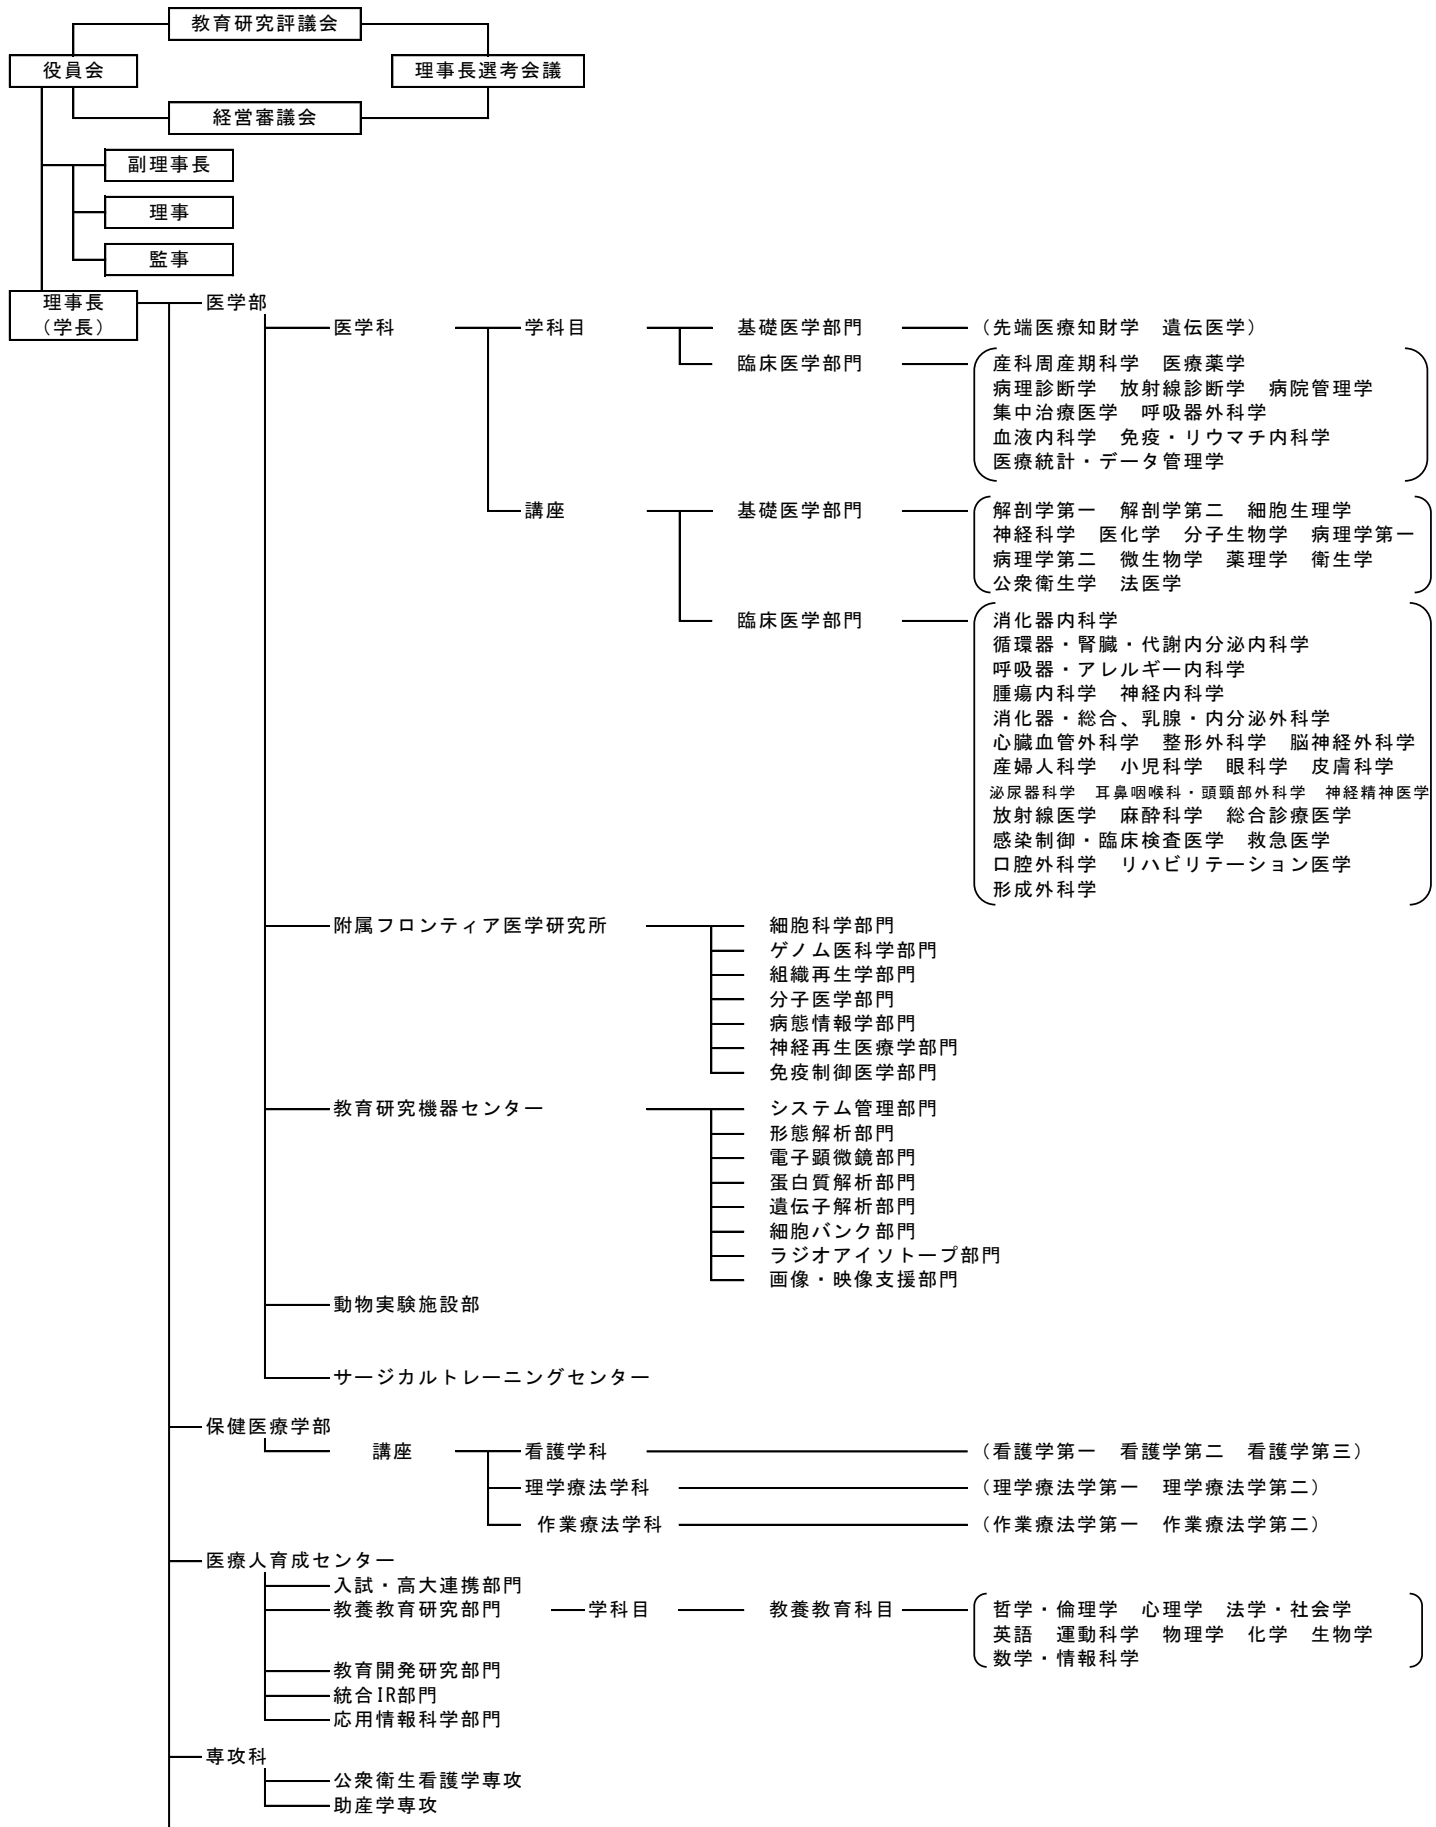 教育研究評議会
役員会
理事長選考会議
経営審議会
副理事長
理事
監事
理事長
（学長）
医学部
医学科
学科目
基礎医学部門
（先端医療知財学　遺伝医学）
臨床医学部門
産科周産期科学　医療薬学
病理診断学　放射線診断学　病院管理学
集中治療医学　呼吸器外科学
血液内科学　免疫・リウマチ内科学
医療統計・データ管理学
講座
基礎医学部門
解剖学第一　解剖学第二　細胞生理学
神経科学　医化学　分子生物学　病理学第一
病理学第二　微生物学　薬理学　衛生学
公衆衛生学　法医学
臨床医学部門
消化器内科学
循環器・腎臓・代謝内分泌内科学
呼吸器・アレルギー内科学
腫瘍内科学　神経内科学
消化器・総合、乳腺・内分泌外科学
心臓血管外科学　整形外科学　脳神経外科学
産婦人科学　小児科学　眼科学　皮膚科学
泌尿器科学　耳鼻咽喉科・頭頸部外科学　神経精神医学
放射線医学　麻酔科学　総合診療医学
感染制御・臨床検査医学　救急医学
口腔外科学　リハビリテーション医学
形成外科学
附属フロンティア医学研究所
細胞科学部門
ゲノム医科学部門
組織再生学部門
分子医学部門
病態情報学部門
神経再生医療学部門
免疫制御医学部門
教育研究機器センター
システム管理部門
形態解析部門
電子顕微鏡部門
蛋白質解析部門
遺伝子解析部門
細胞バンク部門
ラジオアイソトープ部門
画像・映像支援部門
動物実験施設部
サージカルトレーニングセンター
保健医療学部
講座
看護学科
（看護学第一　看護学第二　看護学第三）
理学療法学科
（理学療法学第一　理学療法学第二）
作業療法学科
（作業療法学第一　作業療法学第二）
医療人育成センター
入試・高大連携部門
教養教育研究部門
学科目
教養教育科目
哲学・倫理学　心理学　法学・社会学
英語　運動科学　物理学　化学　生物学
数学・情報科学
教育開発研究部門
統合IR部門
応用情報科学部門
専攻科
公衆衛生看護学専攻
助産学専攻